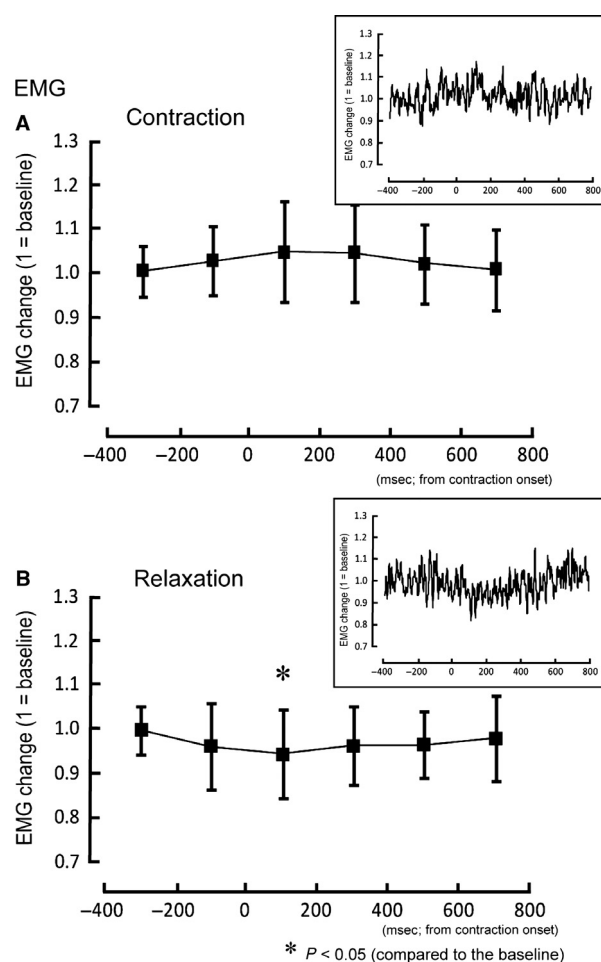 EMG
A
Contraction
EMG change (1 = baseline)
1.3
1.2
1.1
1.0
0.9
0.8
0.7
−400 −200 0 200 400 600 800
(msec; from contraction onset)
EMG change (1 = baseline)
1.3
1.2
1.1
1.0
0.9
0.8
0.7
−400 −200 0 200 400 600 800
B
Relaxation
EMG change (1 = baseline)
1.3
1.2
1.1
1.0
0.9
0.8
0.7
*
−400 −200 0 200 400 600 800
(msec; from contraction onset)
EMG change (1 = baseline)
1.3
1.2
1.1
1.0
0.9
0.8
0.7
−400 −200 0 200 400 600 800
* P < 0.05 (compared to the baseline)